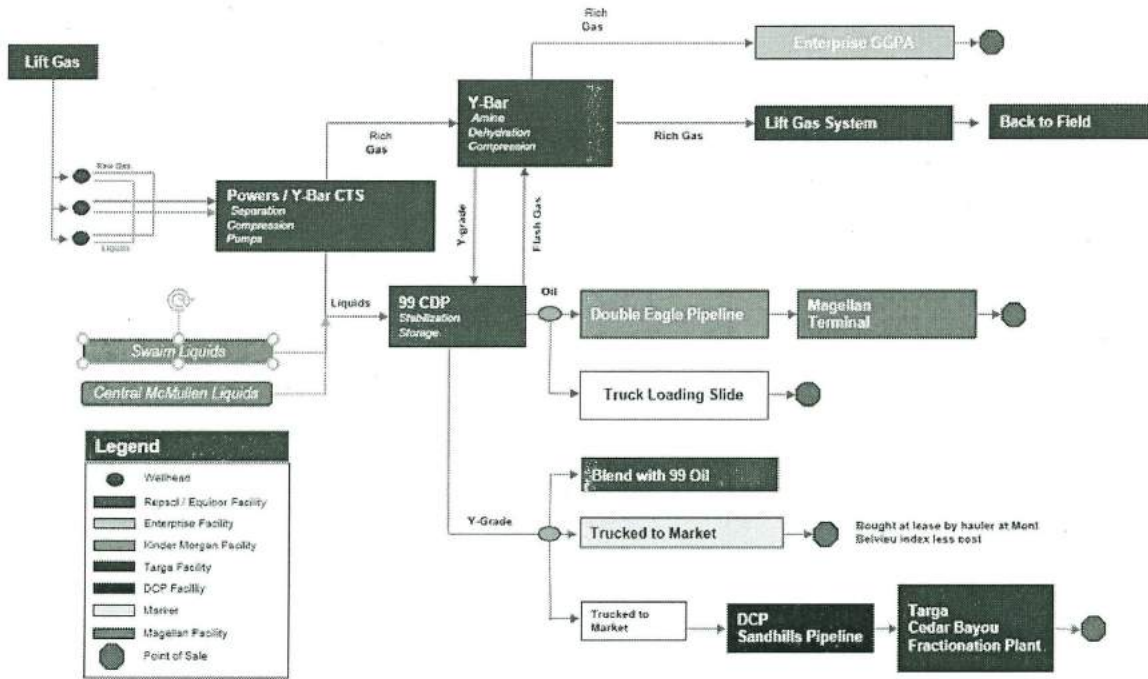 Rich
Gas
Enterprise GGPA
Lift Gas
Y-Bar
Amine
Dehydration
Compression
Rich
Gas
Rich Gas
Lift Gas System
Back to Field
Raw Gas
Powers / Y-Bar CTS
Separation
Compression
Pumps
Liquids
Y-grade
Flash Gas
Liquids
99 CDP
Stabilization
Storage
Oil
Double Eagle Pipeline
Magellan
Terminal
Swaim Liquids
Central McMullen Liquids
Truck Loading Slide
Legend
Wellhead
Repsol / Equinor Facility
Enterprise Facility
Kinder Morgan Facility
Targa Facility
DCP Facility
Market
Magellan Facility
Point of Sale
Blend with 99 Oil
Y-Grade
Trucked to Market
Bought at lease by hauler at Mont
Belvieu index less cost
Trucked to
Market
DCP
Sandhills Pipeline
Targa
Cedar Bayou
Fractionation Plant